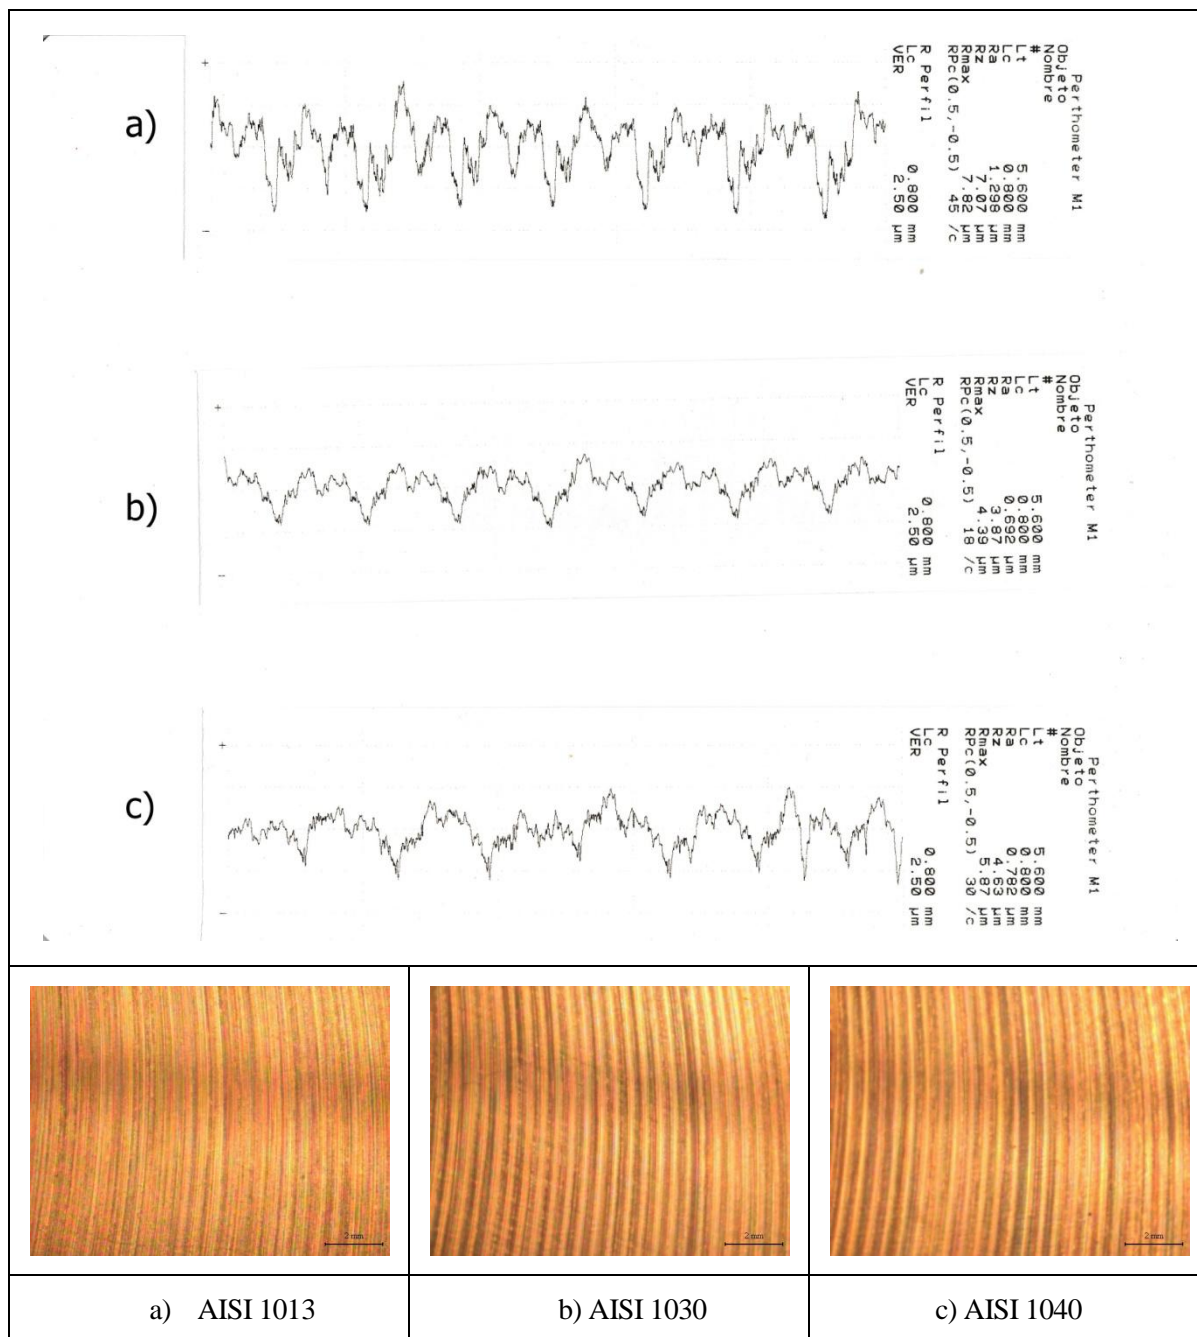 a)
+
-
Perthometer M1
Objeto
Nombre
#
Lt 5.600 mm
Lc 0.800 mm
Ra 1.298 µm
Rz 7.07 µm
Rmax 7.82 µm
RPc(0.5,-0.5) 45 /c
R Perfil
Lc 0.800 mm
VER 2.50 µm
b)
+
-
Perthometer M1
Objeto
Nombre
#
Lt 5.600 mm
Lc 0.800 mm
Ra 0.692 µm
Rz 3.87 µm
Rmax 4.39 µm
RPc(0.5,-0.5) 18 /c
R Perfil
Lc 0.800 mm
VER 2.50 µm
c)
+
-
Perthometer M1
Objeto
Nombre
#
Lt 5.600 mm
Lc 0.800 mm
Ra 0.782 µm
Rz 4.63 µm
Rmax 5.87 µm
RPc(0.5,-0.5) 30 /c
R Perfil
Lc 0.800 mm
VER 2.50 µm
2 mm
2 mm
2 mm
a) AISI 1013
b) AISI 1030
c) AISI 1040